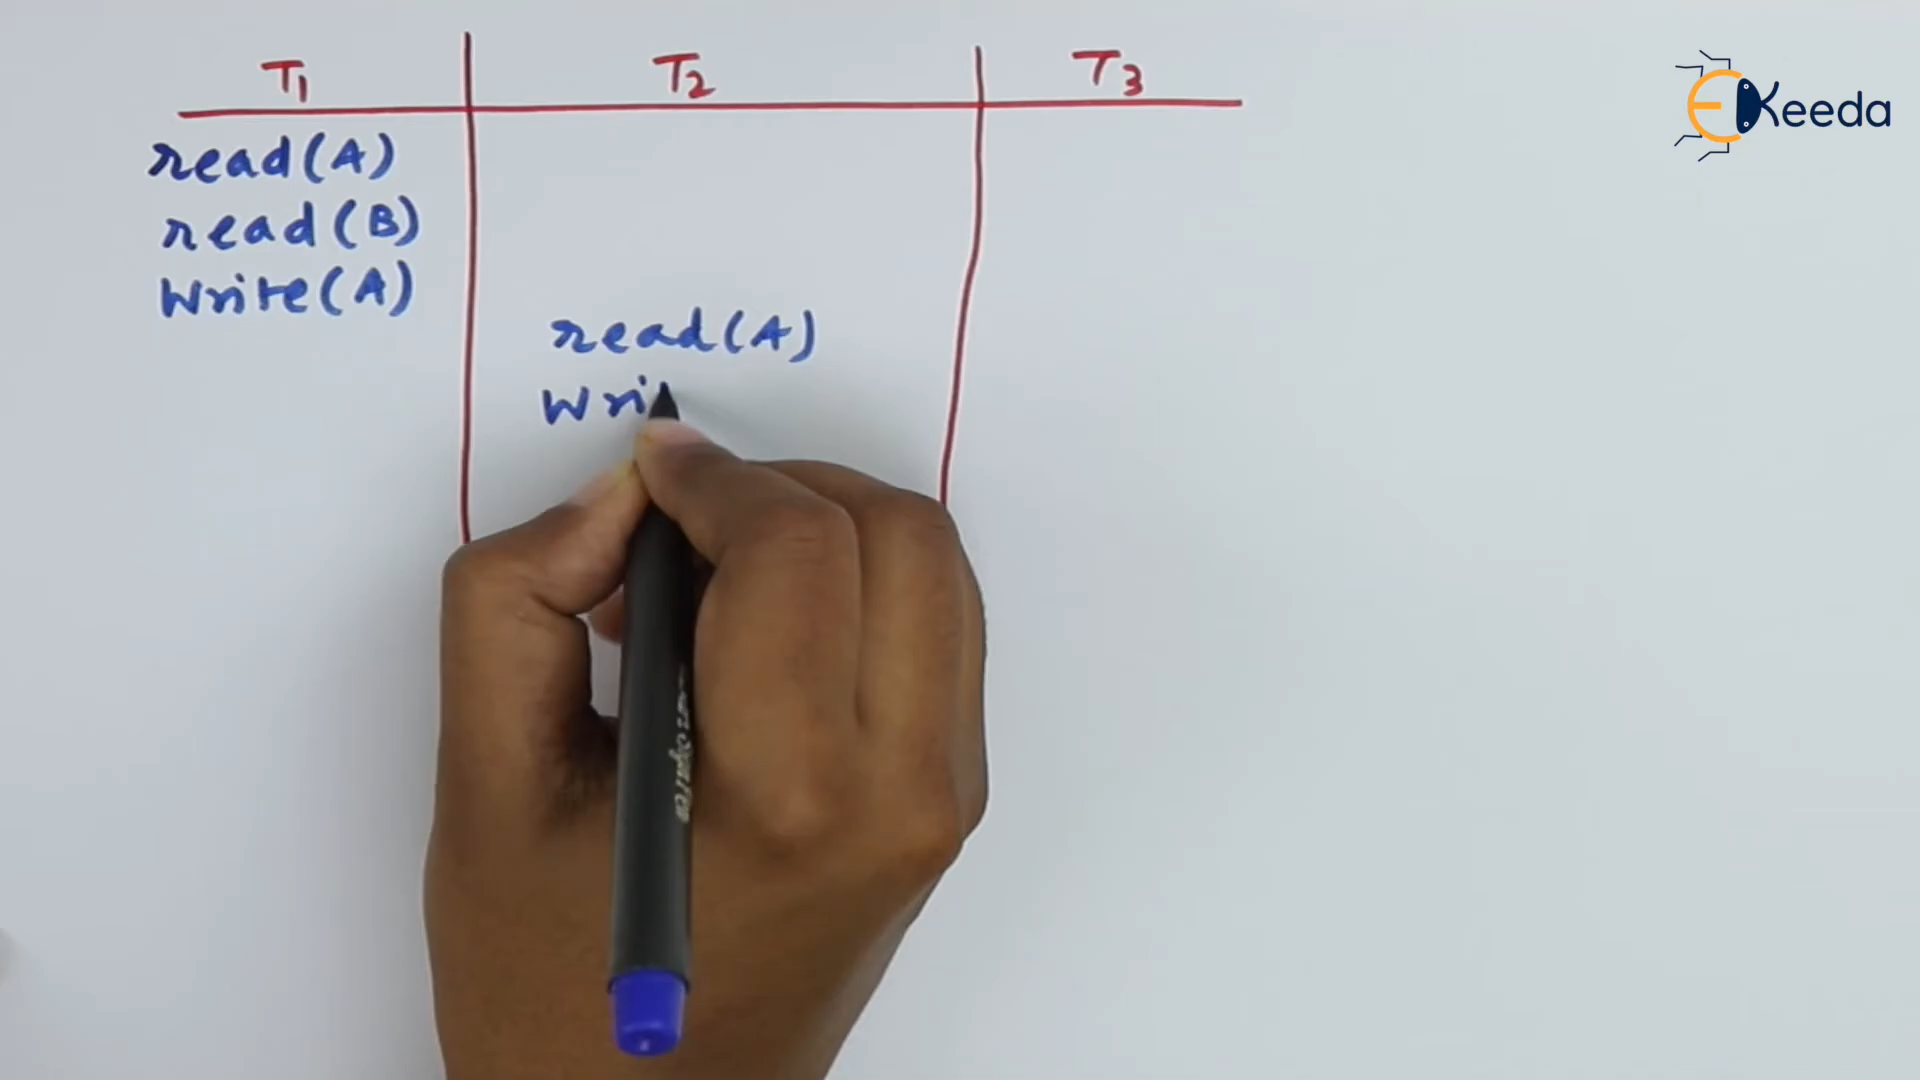 T1 T2 T3
read(A)
read(B)
Write(A)
read(A)
Wri
EKeeda